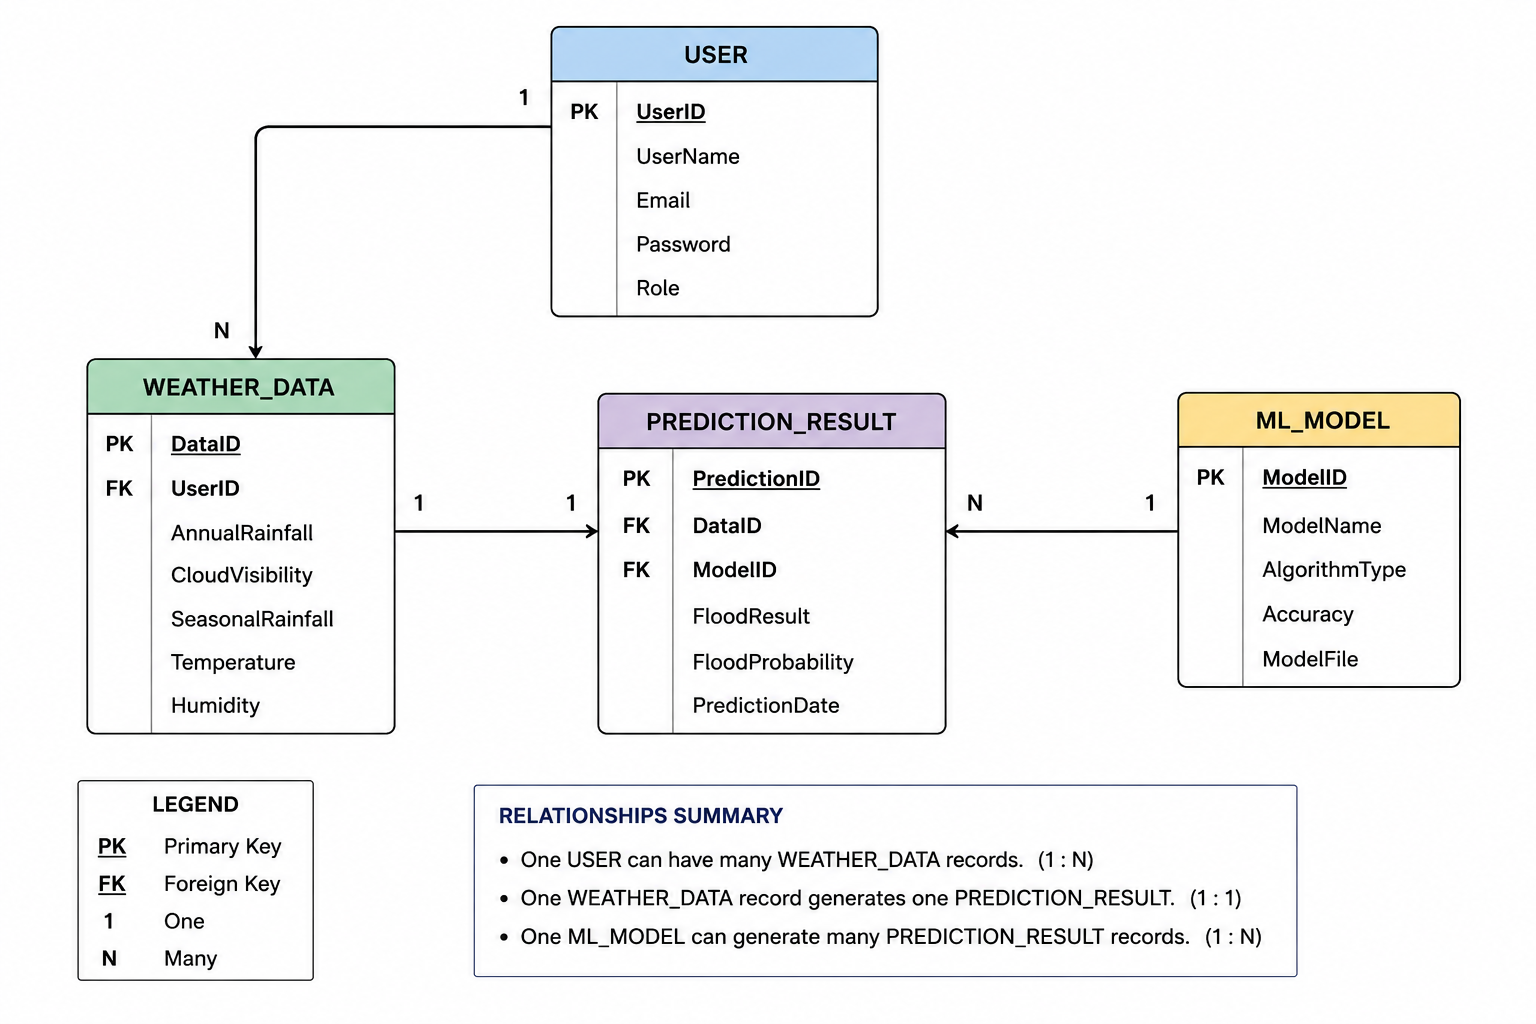 USER
1
PK UserID
UserName
Email
Password
Role
N
WEATHER_DATA
PK DataID
FK UserID
AnnualRainfall
CloudVisibility
SeasonalRainfall
Temperature
Humidity
1 1
PREDICTION_RESULT
PK PredictionID
FK DataID
FK ModelID
FloodResult
FloodProbability
PredictionDate
N 1
ML_MODEL
PK ModelID
ModelName
AlgorithmType
Accuracy
ModelFile
LEGEND
PK Primary Key
FK Foreign Key
1 One
N Many
RELATIONSHIPS SUMMARY
• One USER can have many WEATHER_DATA records. (1 : N)
• One WEATHER_DATA record generates one PREDICTION_RESULT. (1 : 1)
• One ML_MODEL can generate many PREDICTION_RESULT records. (1 : N)